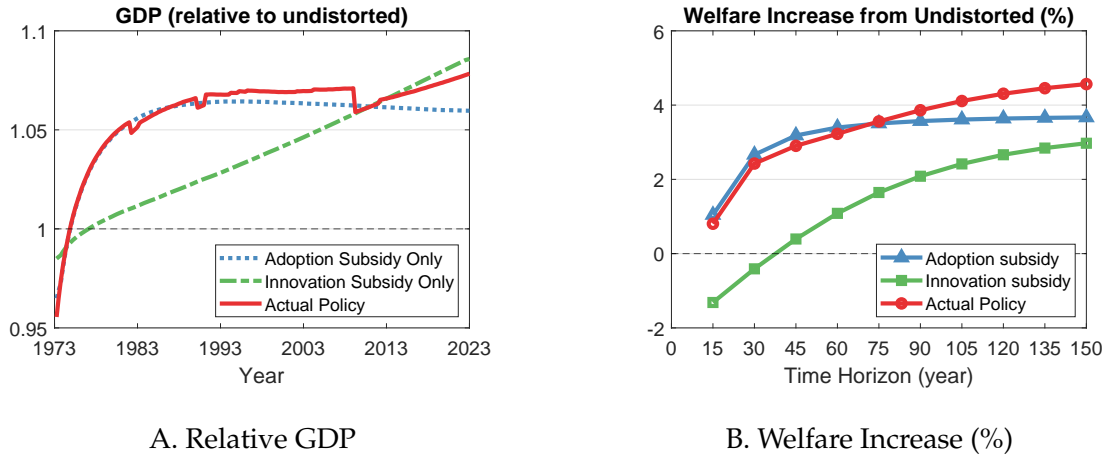 GDP (relative to undistorted)
1.1
1.05
1
0.95
1973
1983
1993
2003
2013
2023
Year
Adoption Subsidy Only
Innovation Subsidy Only
Actual Policy
A. Relative GDP
Welfare Increase from Undistorted (%)
6
4
2
0
-2
0
15
30
45
60
75
90
105
120
135
150
Time Horizon (year)
Adoption subsidy
Innovation subsidy
Actual Policy
B. Welfare Increase (%)